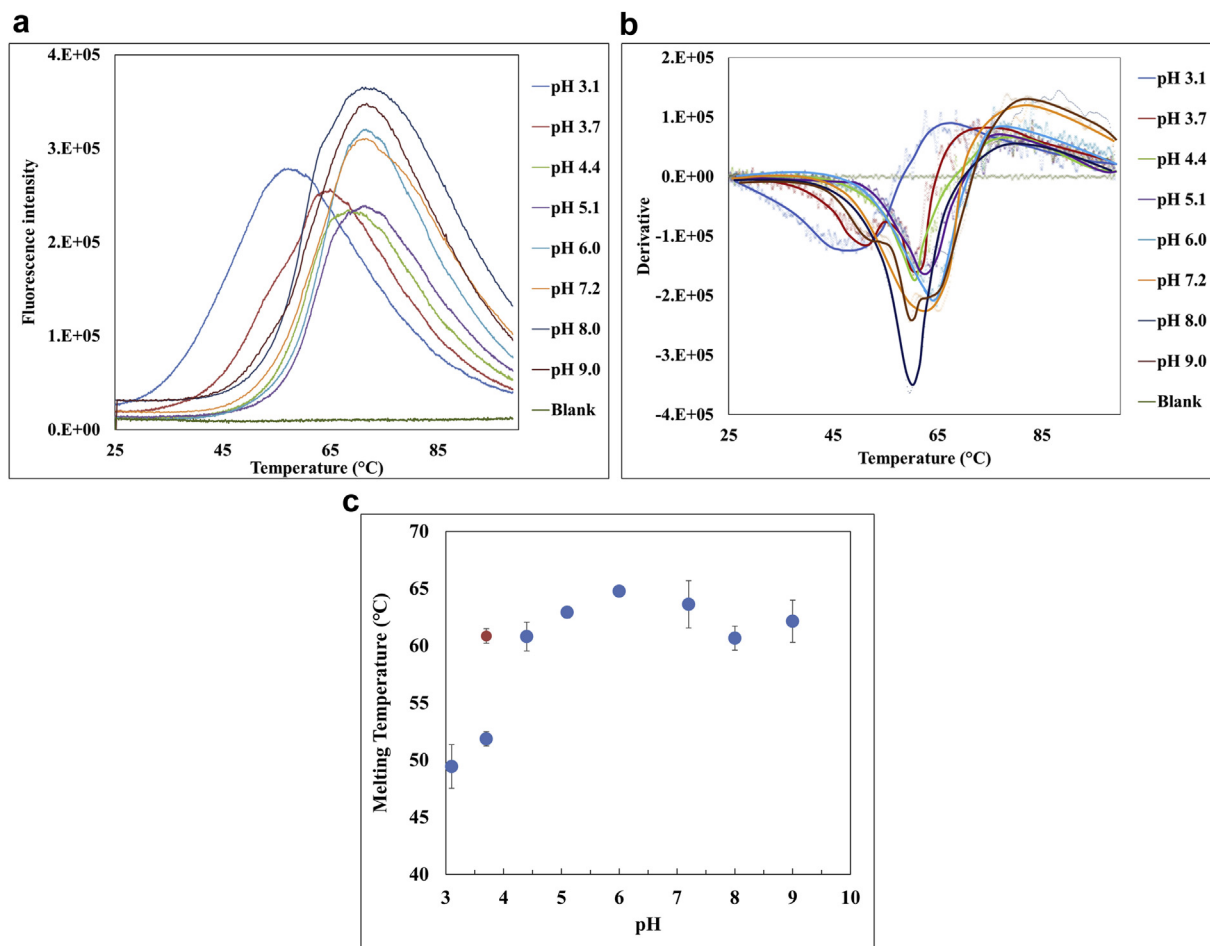 a
4.E+05
3.E+05
2.E+05
1.E+05
0.E+00
Fluorescence intensity
25
45
65
85
Temperature (°C)
pH 3.1
pH 3.7
pH 4.4
pH 5.1
pH 6.0
pH 7.2
pH 8.0
pH 9.0
Blank
b
2.E+05
1.E+05
0.E+00
-1.E+05
-2.E+05
-3.E+05
-4.E+05
Derivative
25
45
65
85
Temperature (°C)
pH 3.1
pH 3.7
pH 4.4
pH 5.1
pH 6.0
pH 7.2
pH 8.0
pH 9.0
Blank
c
70
65
60
55
50
45
40
Melting Temperature (°C)
3
4
5
6
7
8
9
10
pH